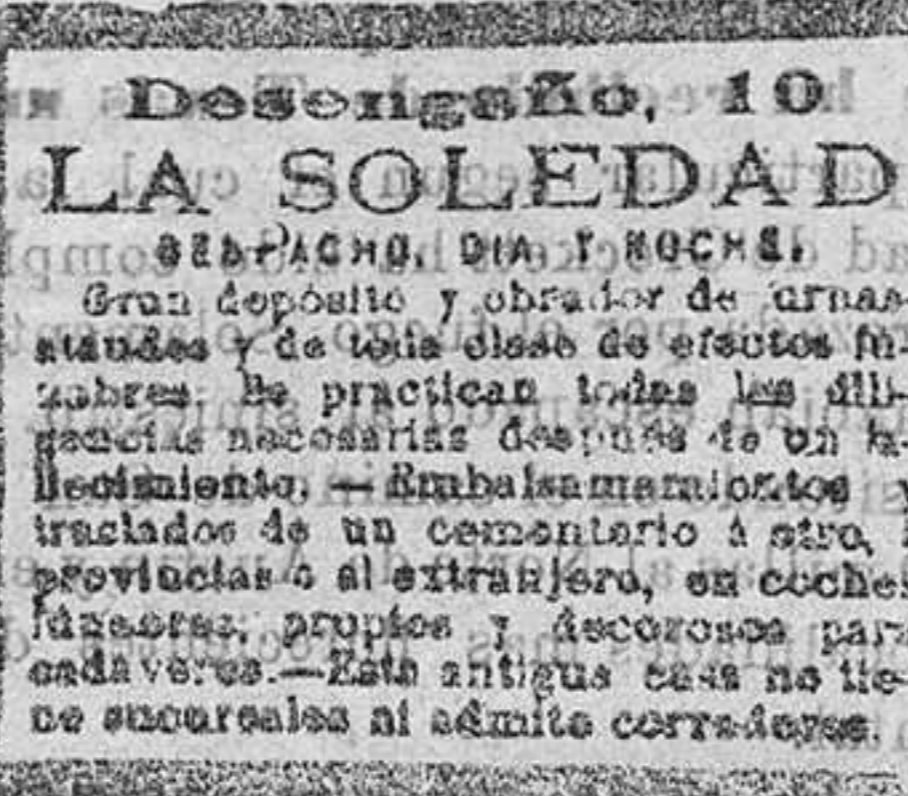 Desengaño, 10
LA SOLEDAD
DESPACHO, DIA Y NOCHE.
Gran depósito y obrador de urnas
ataudes y de toda clase de efectos fú-
nebres. Se practican todas las dili-
gencias necesarias después de un fa-
llecimiento. — Embalsamamientos y
traslados de un cementerio á otro,
provincias o al extranjero, en coches
fúnebres, propios y decorosos para
cadáveres.—Esta antigua casa no tie-
ne sucursales ni admite corredores.